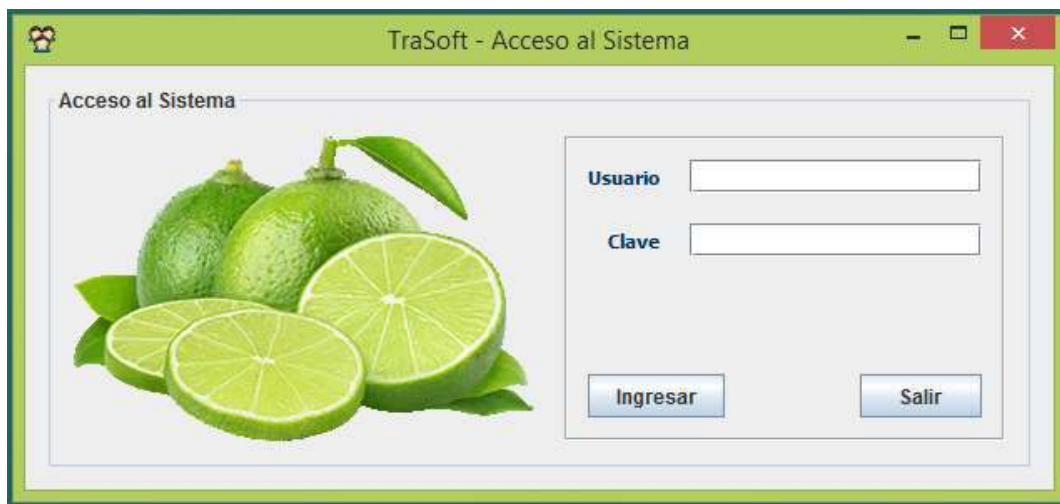 TraSoft - Acceso al Sistema
Acceso al Sistema
Usuario
Clave
Ingresar
Salir